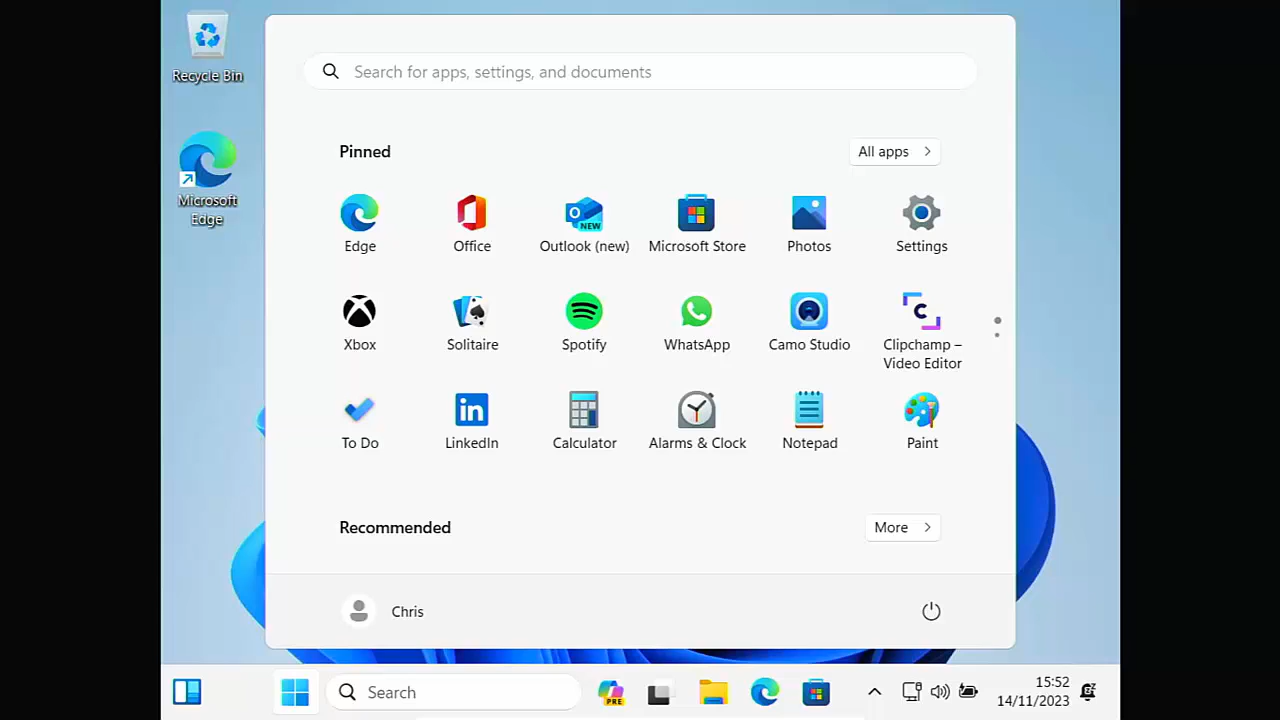 Recycle Bin
Microsoft
Edge
Search for apps, settings, and documents
Pinned
All apps
Edge
Office
NEW
Outlook (new)
Microsoft Store
Photos
Settings
Xbox
Solitaire
Spotify
WhatsApp
Camo Studio
Clipchamp –
Video Editor
To Do
LinkedIn
Calculator
Alarms & Clock
Notepad
Paint
Recommended
More
Chris
Search
PRE
15:52
14/11/2023